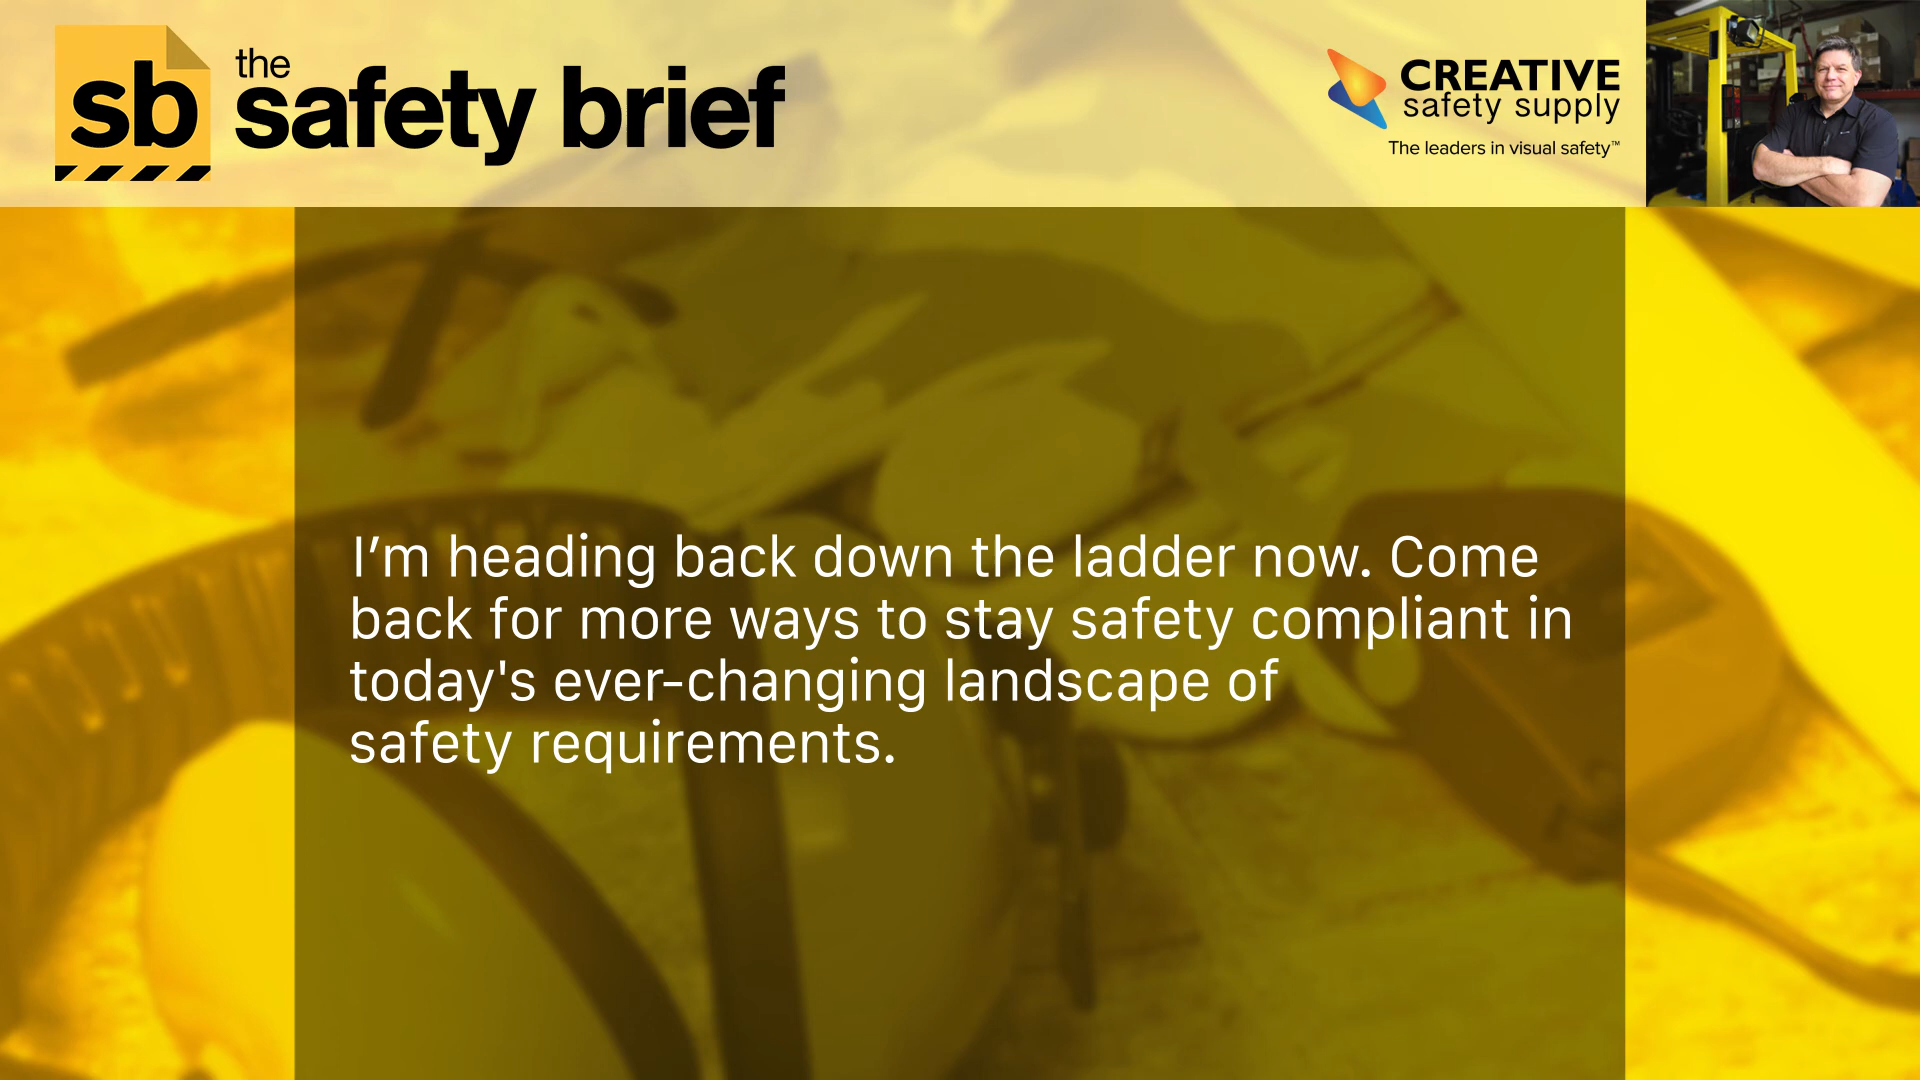 sb
the
safety brief
CREATIVE
safety supply
The leaders in visual safety™
I’m heading back down the ladder now. Come
back for more ways to stay safety compliant in
today's ever-changing landscape of
safety requirements.